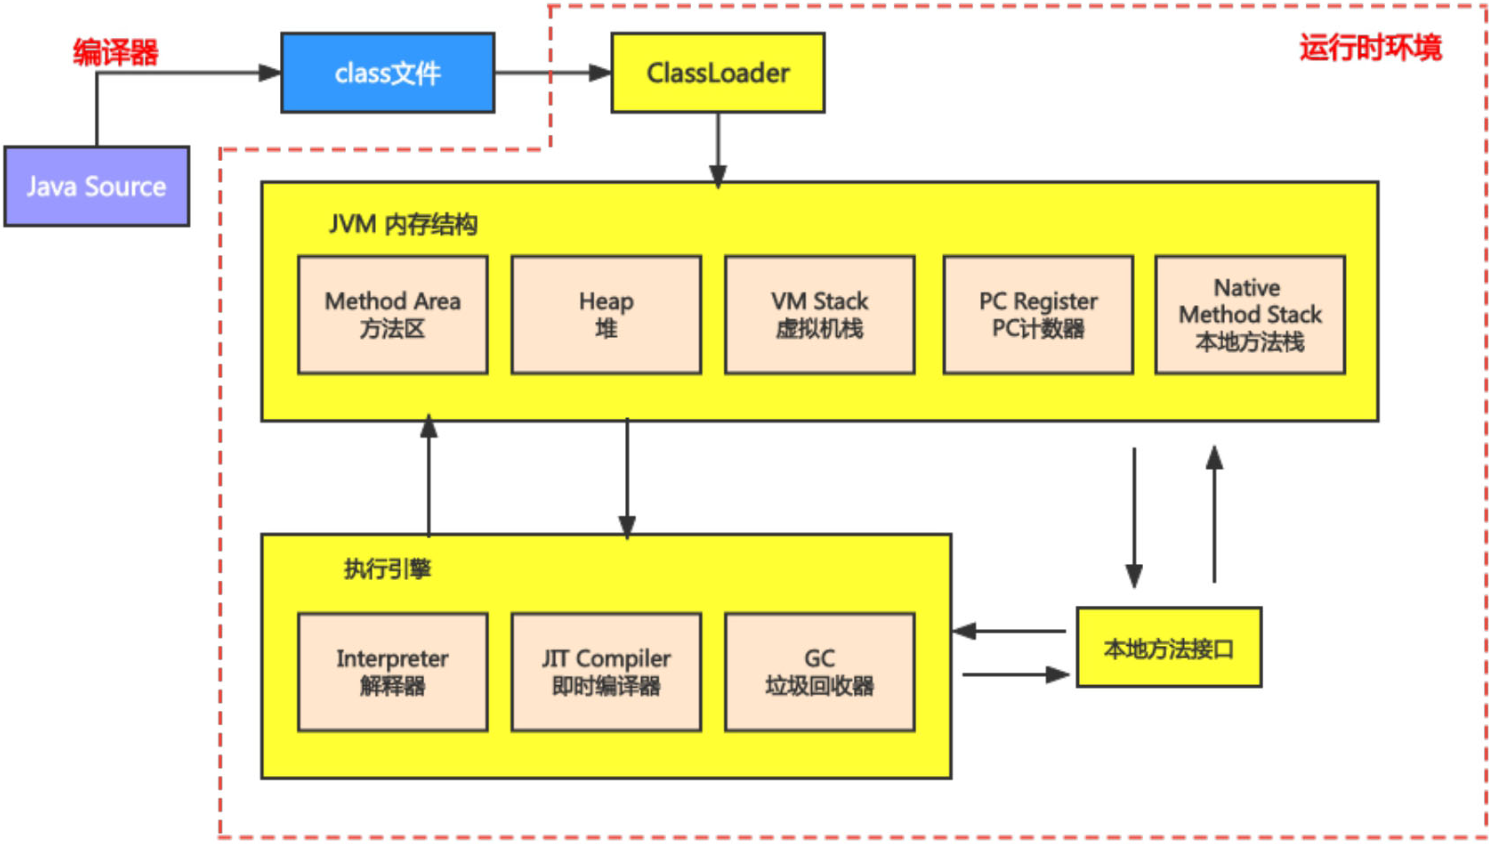 编译器
class文件
ClassLoader
运行时环境
Java Source
JVM 内存结构
Method Area
方法区
Heap
堆
VM Stack
虚拟机栈
PC Register
PC计数器
Native
Method Stack
本地方法栈
执行引擎
Interpreter
解释器
JIT Compiler
即时编译器
GC
垃圾回收器
本地方法接口